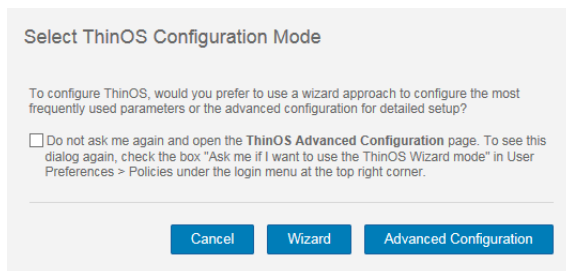 Select ThinOS Configuration Mode
To configure ThinOS, would you prefer to use a wizard approach to configure the most
frequently used parameters or the advanced configuration for detailed setup?
Do not ask me again and open the ThinOS Advanced Configuration page. To see this
dialog again, check the box "Ask me if I want to use the ThinOS Wizard mode" in User
Preferences > Policies under the login menu at the top right corner.
Cancel Wizard Advanced Configuration